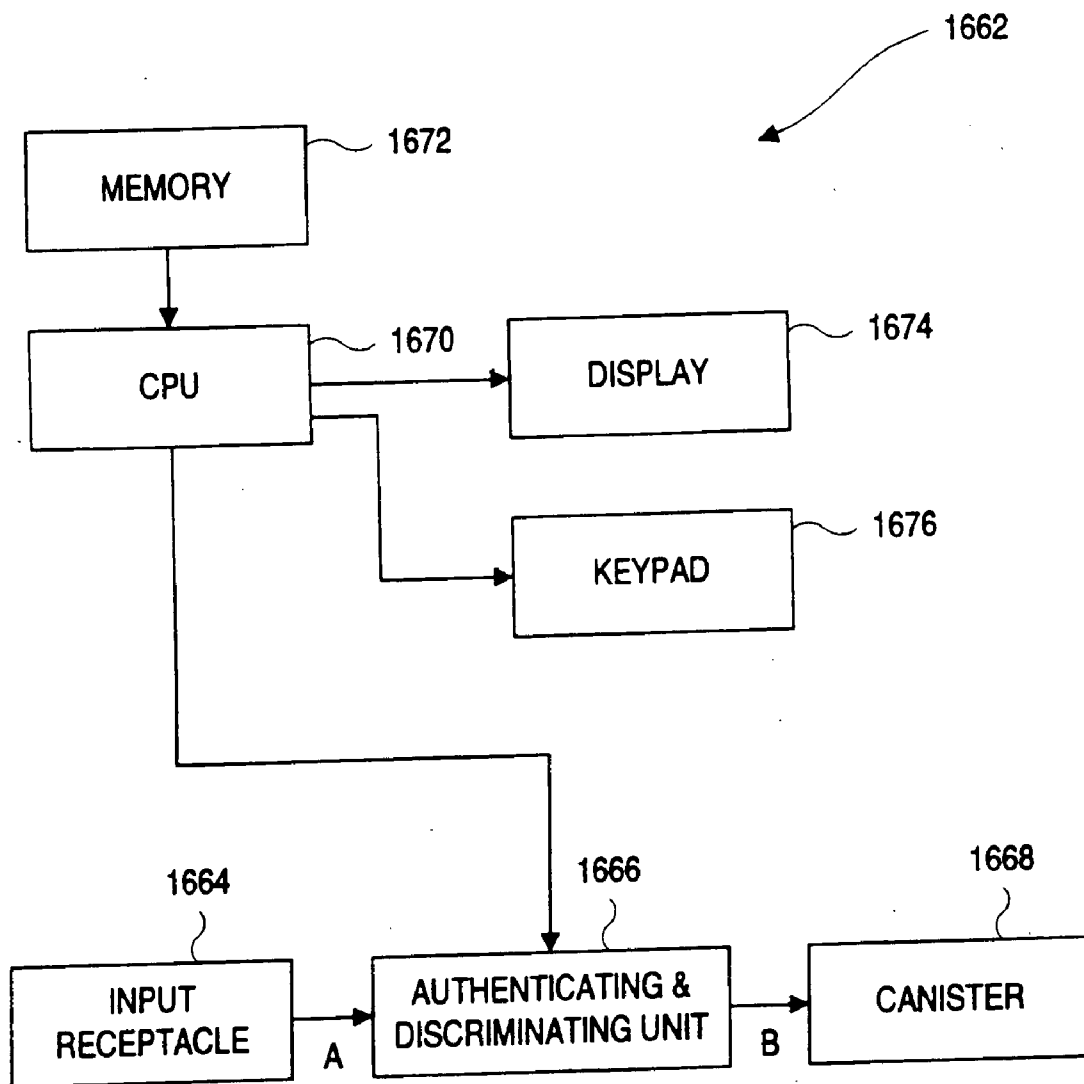 1662
1672
MEMORY
1670
CPU
1674
DISPLAY
1676
KEYPAD
1664
1666
1668
INPUT
RECEPTACLE
A
AUTHENTICATING &
DISCRIMINATING UNIT
B
CANISTER